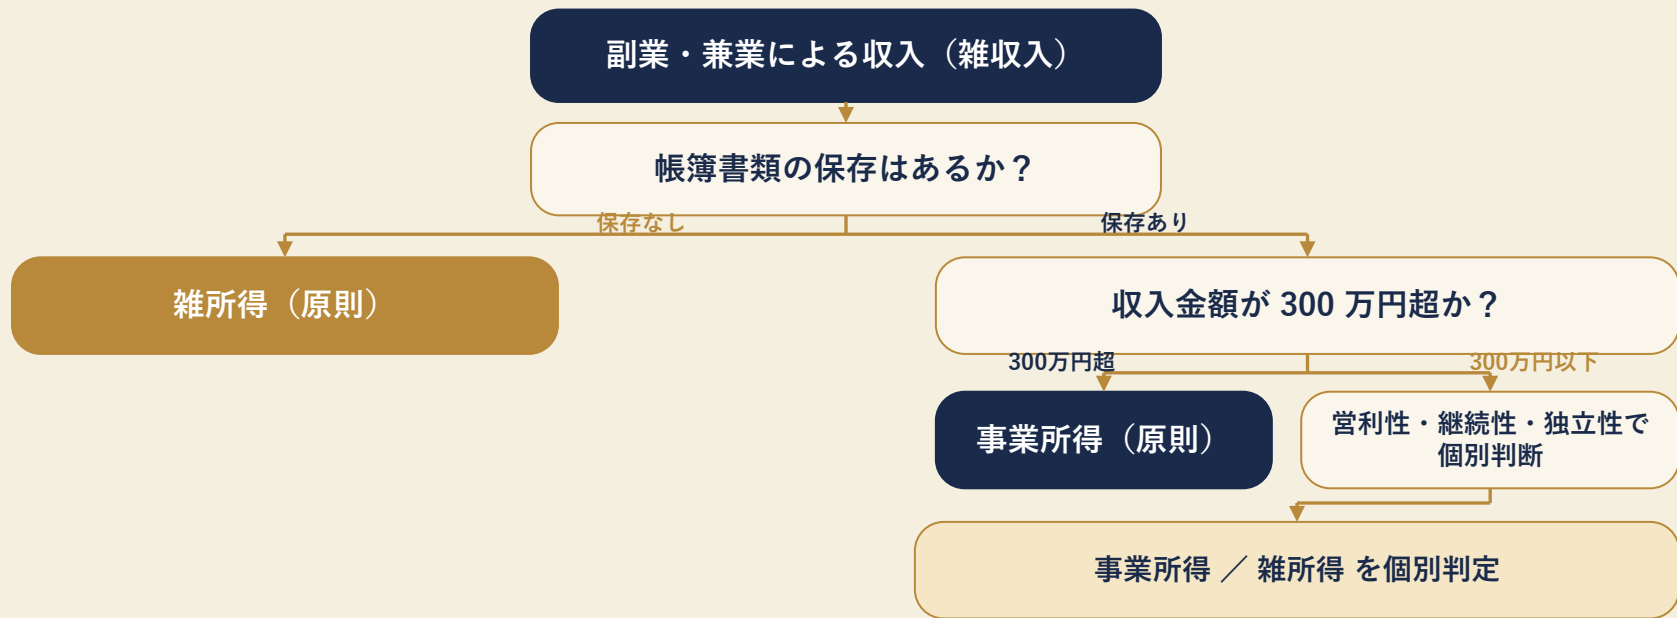 副業・兼業による収入（雑収入）
帳簿書類の保存はあるか？
保存なし
保存あり
雑所得（原則）
収入金額が 300 万円超か？
300万円超
300万円以下
事業所得（原則）
営利性・継続性・独立性で
個別判断
事業所得 ／ 雑所得 を個別判定